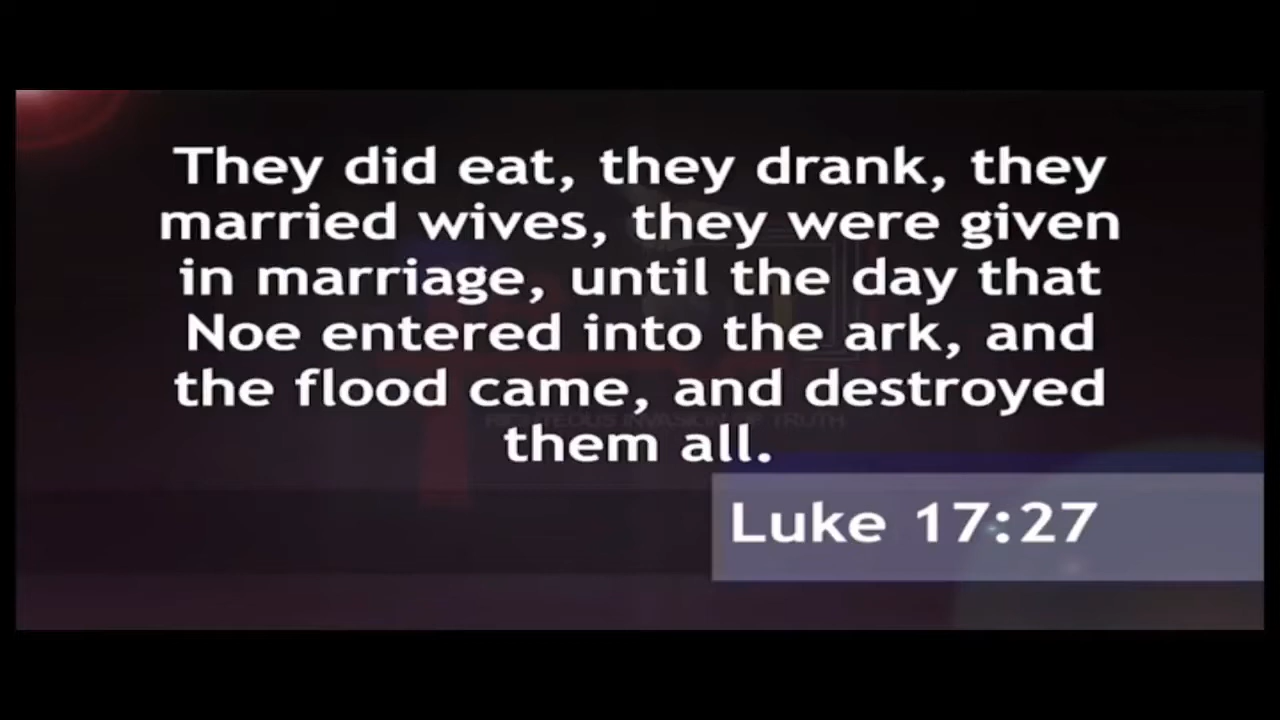 They did eat, they drank, they
married wives, they were given
in marriage, until the day that
Noe entered into the ark, and
the flood came, and destroyed
them all.
Luke 17:27